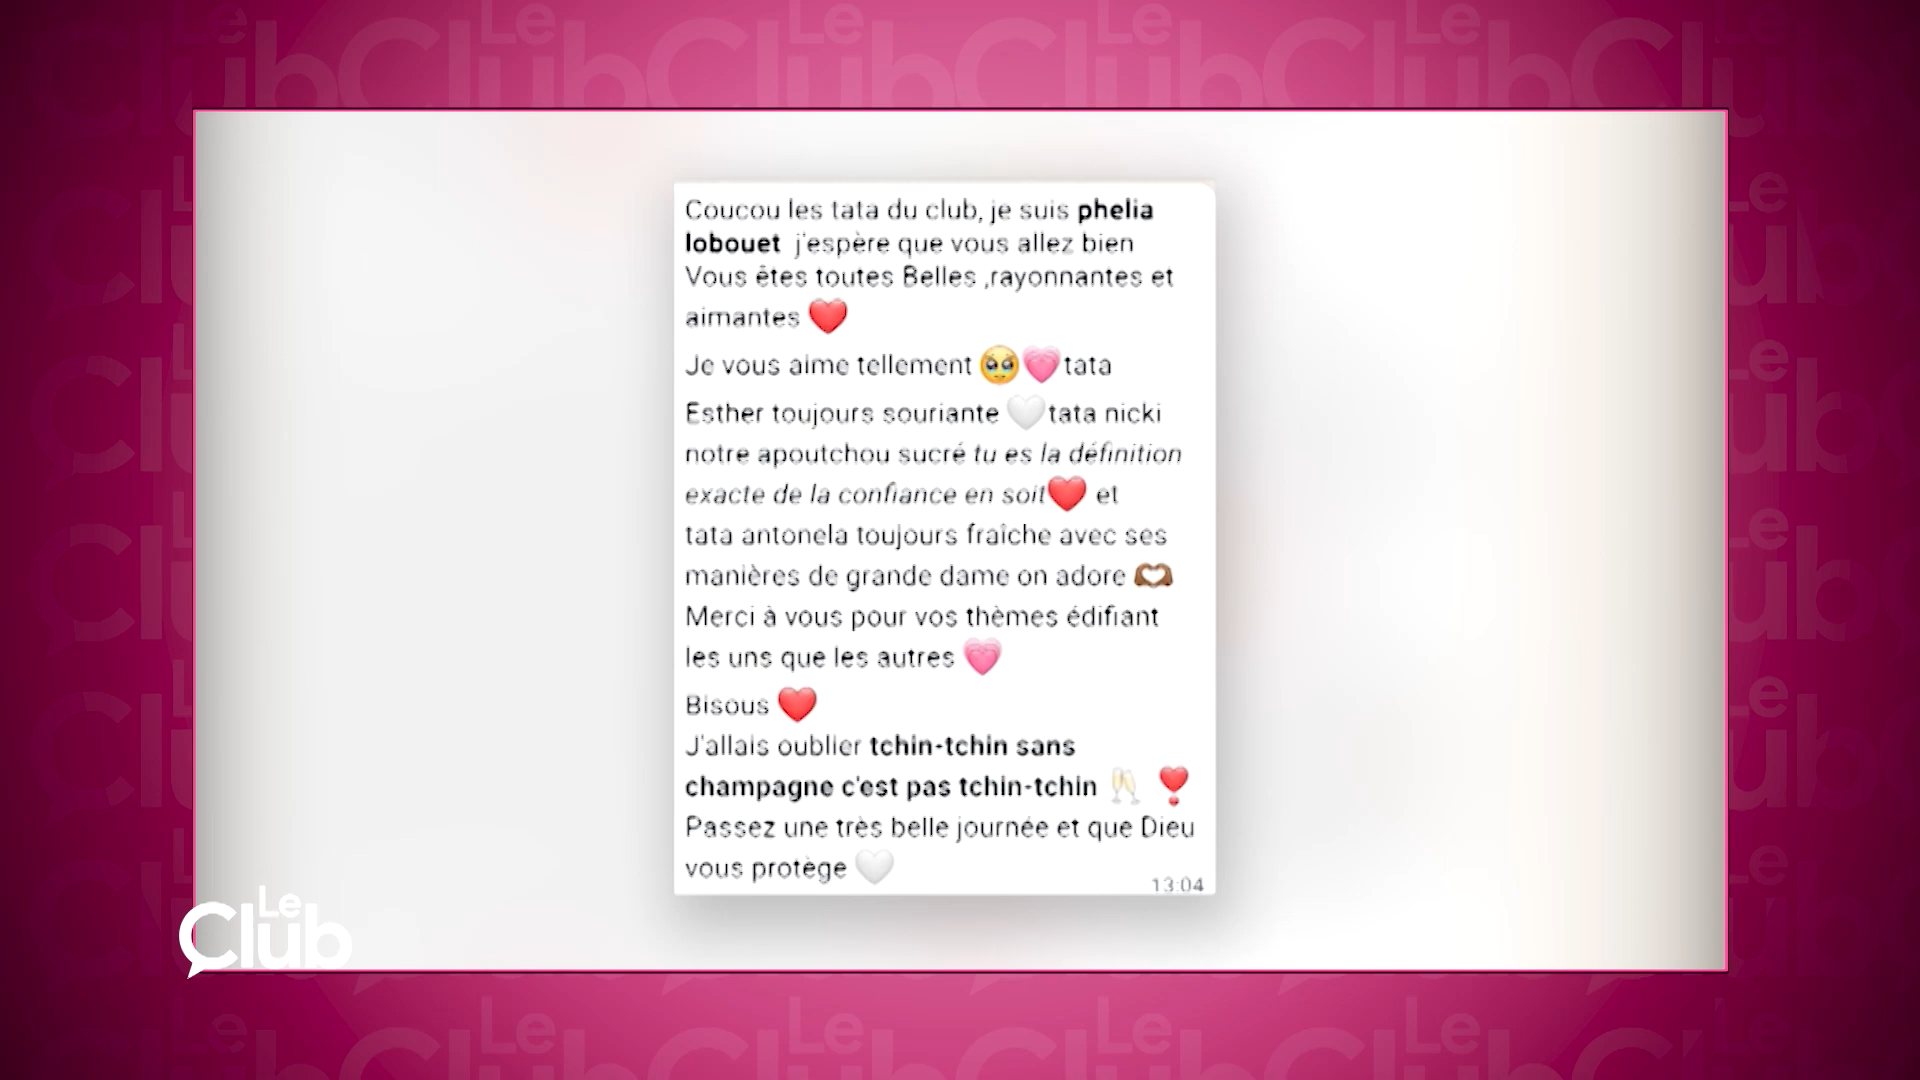 Coucou les tata du club, je suis phelia
lobouet j'espère que vous allez bien
Vous êtes toutes Belles ,rayonnantes et
aimantes ❤️
Je vous aime tellement 🥹💗tata
Esther toujours souriante 🤍tata nicki
notre apoutchou sucré tu es la définition
exacte de la confiance en soit❤️ et
tata antonela toujours fraîche avec ses
manières de grande dame on adore 🫶🏾
Merci à vous pour vos thèmes édifiant
les uns que les autres 💗
Bisous ❤️
J'allais oublier tchin-tchin sans
champagne c'est pas tchin-tchin 🥂 ❣️
Passez une très belle journée et que Dieu
vous protège 🤍
13:04
Le
Club